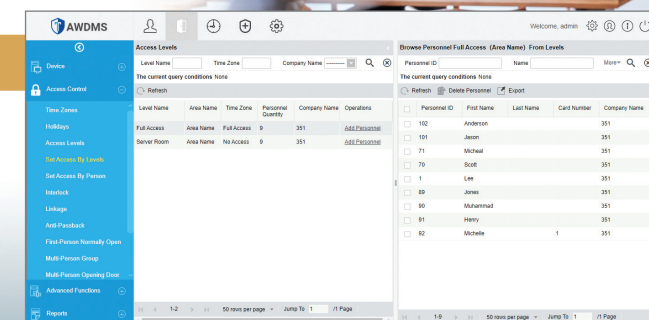 AWDMS
Welcome, admin
Device
Access Control
Time Zones
Holidays
Access Levels
Set Access By Levels
Set Access By Person
Interlock
Linkage
Anti-Passback
First-Person Normally Open
Multi-Person Group
Multi-Person Opening Door
Advanced Functions
Reports
Access Levels
Level Name Time Zone Company Name --------
The current query conditions None
Refresh
Level Name Area Name Time Zone Personnel Quantity Company Name Operations
Full Access Area Name Full Access 9 351 Add Personnel
Server Room Area Name No Access 9 351 Add Personnel
1-2 50 rows per page Jump To 1 /1 Page
Browse Personnel Full Access (Area Name) From Levels
Personnel ID Name More
The current query conditions None
Refresh Delete Personnel Export
Personnel ID First Name Last Name Card Number Company Name
102 Anderson 351
101 Jason 351
71 Micheal 351
70 Scott 351
1 Lee 351
89 Jones 351
90 Muhammad 351
91 Henry 351
92 Michelle 1 351
1-9 50 rows per page Jump To 1 /1 Page